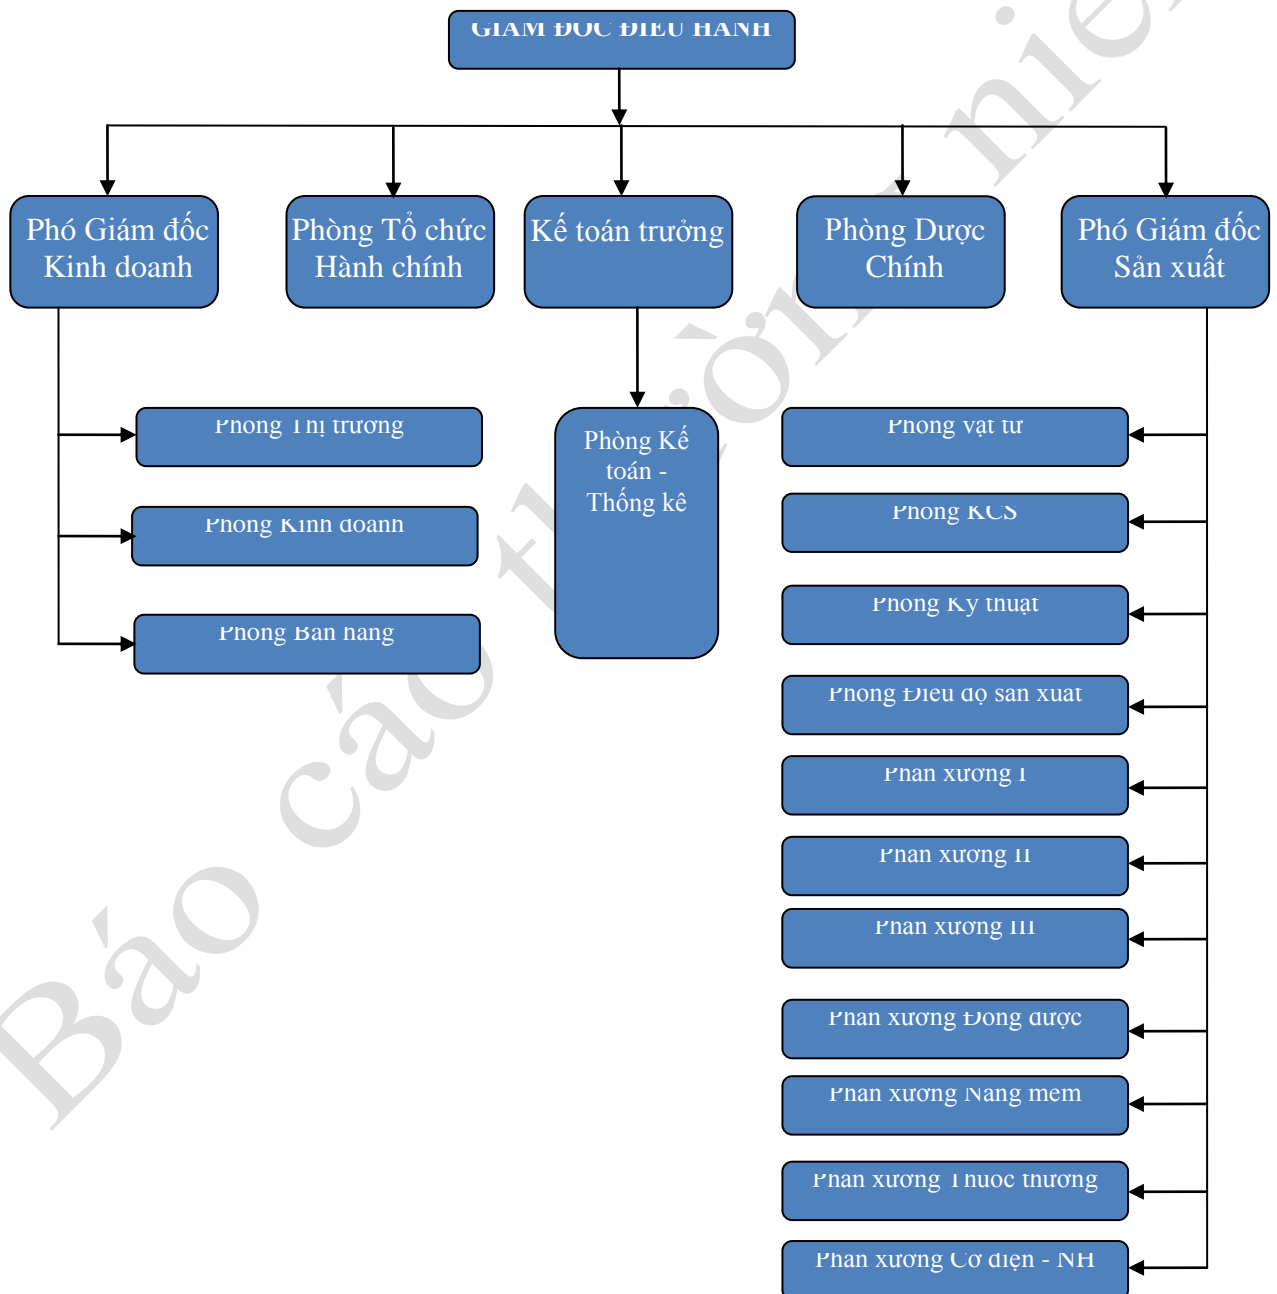 GIÁM ĐỐC ĐIỀU HÀNH
Phó Giám đốc
Kinh doanh
Phòng Tổ chức
Hành chính
Kế toán trưởng
Phòng Dược
Chính
Phó Giám đốc
Sản xuất
Phòng Thị trường
Phòng Kinh doanh
Phòng Bán hàng
Phòng Kế
toán -
Thống kê
Phòng vật tư
Phòng KCS
Phòng Kỹ thuật
Phòng Điều độ sản xuất
Phân xưởng I
Phân xưởng II
Phân xưởng III
Phân xưởng Đông dược
Phân xưởng Nang mềm
Phân xưởng Thuốc thường
Phân xưởng Cơ điện - NH
Báo cáo thường niên